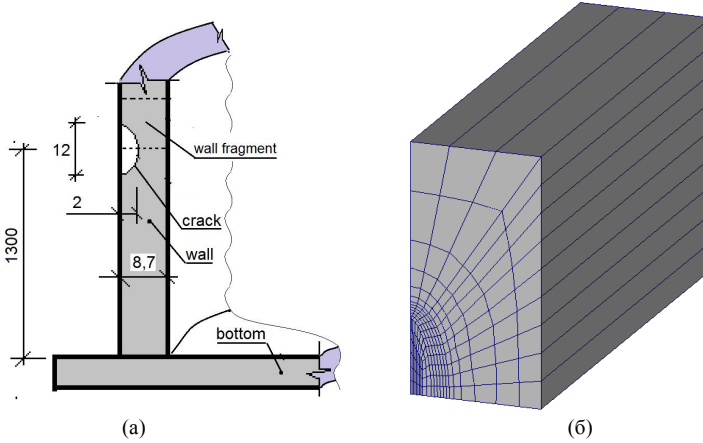 wall fragment
12
2
crack
wall
1300
8,7
bottom
(а)
(б)